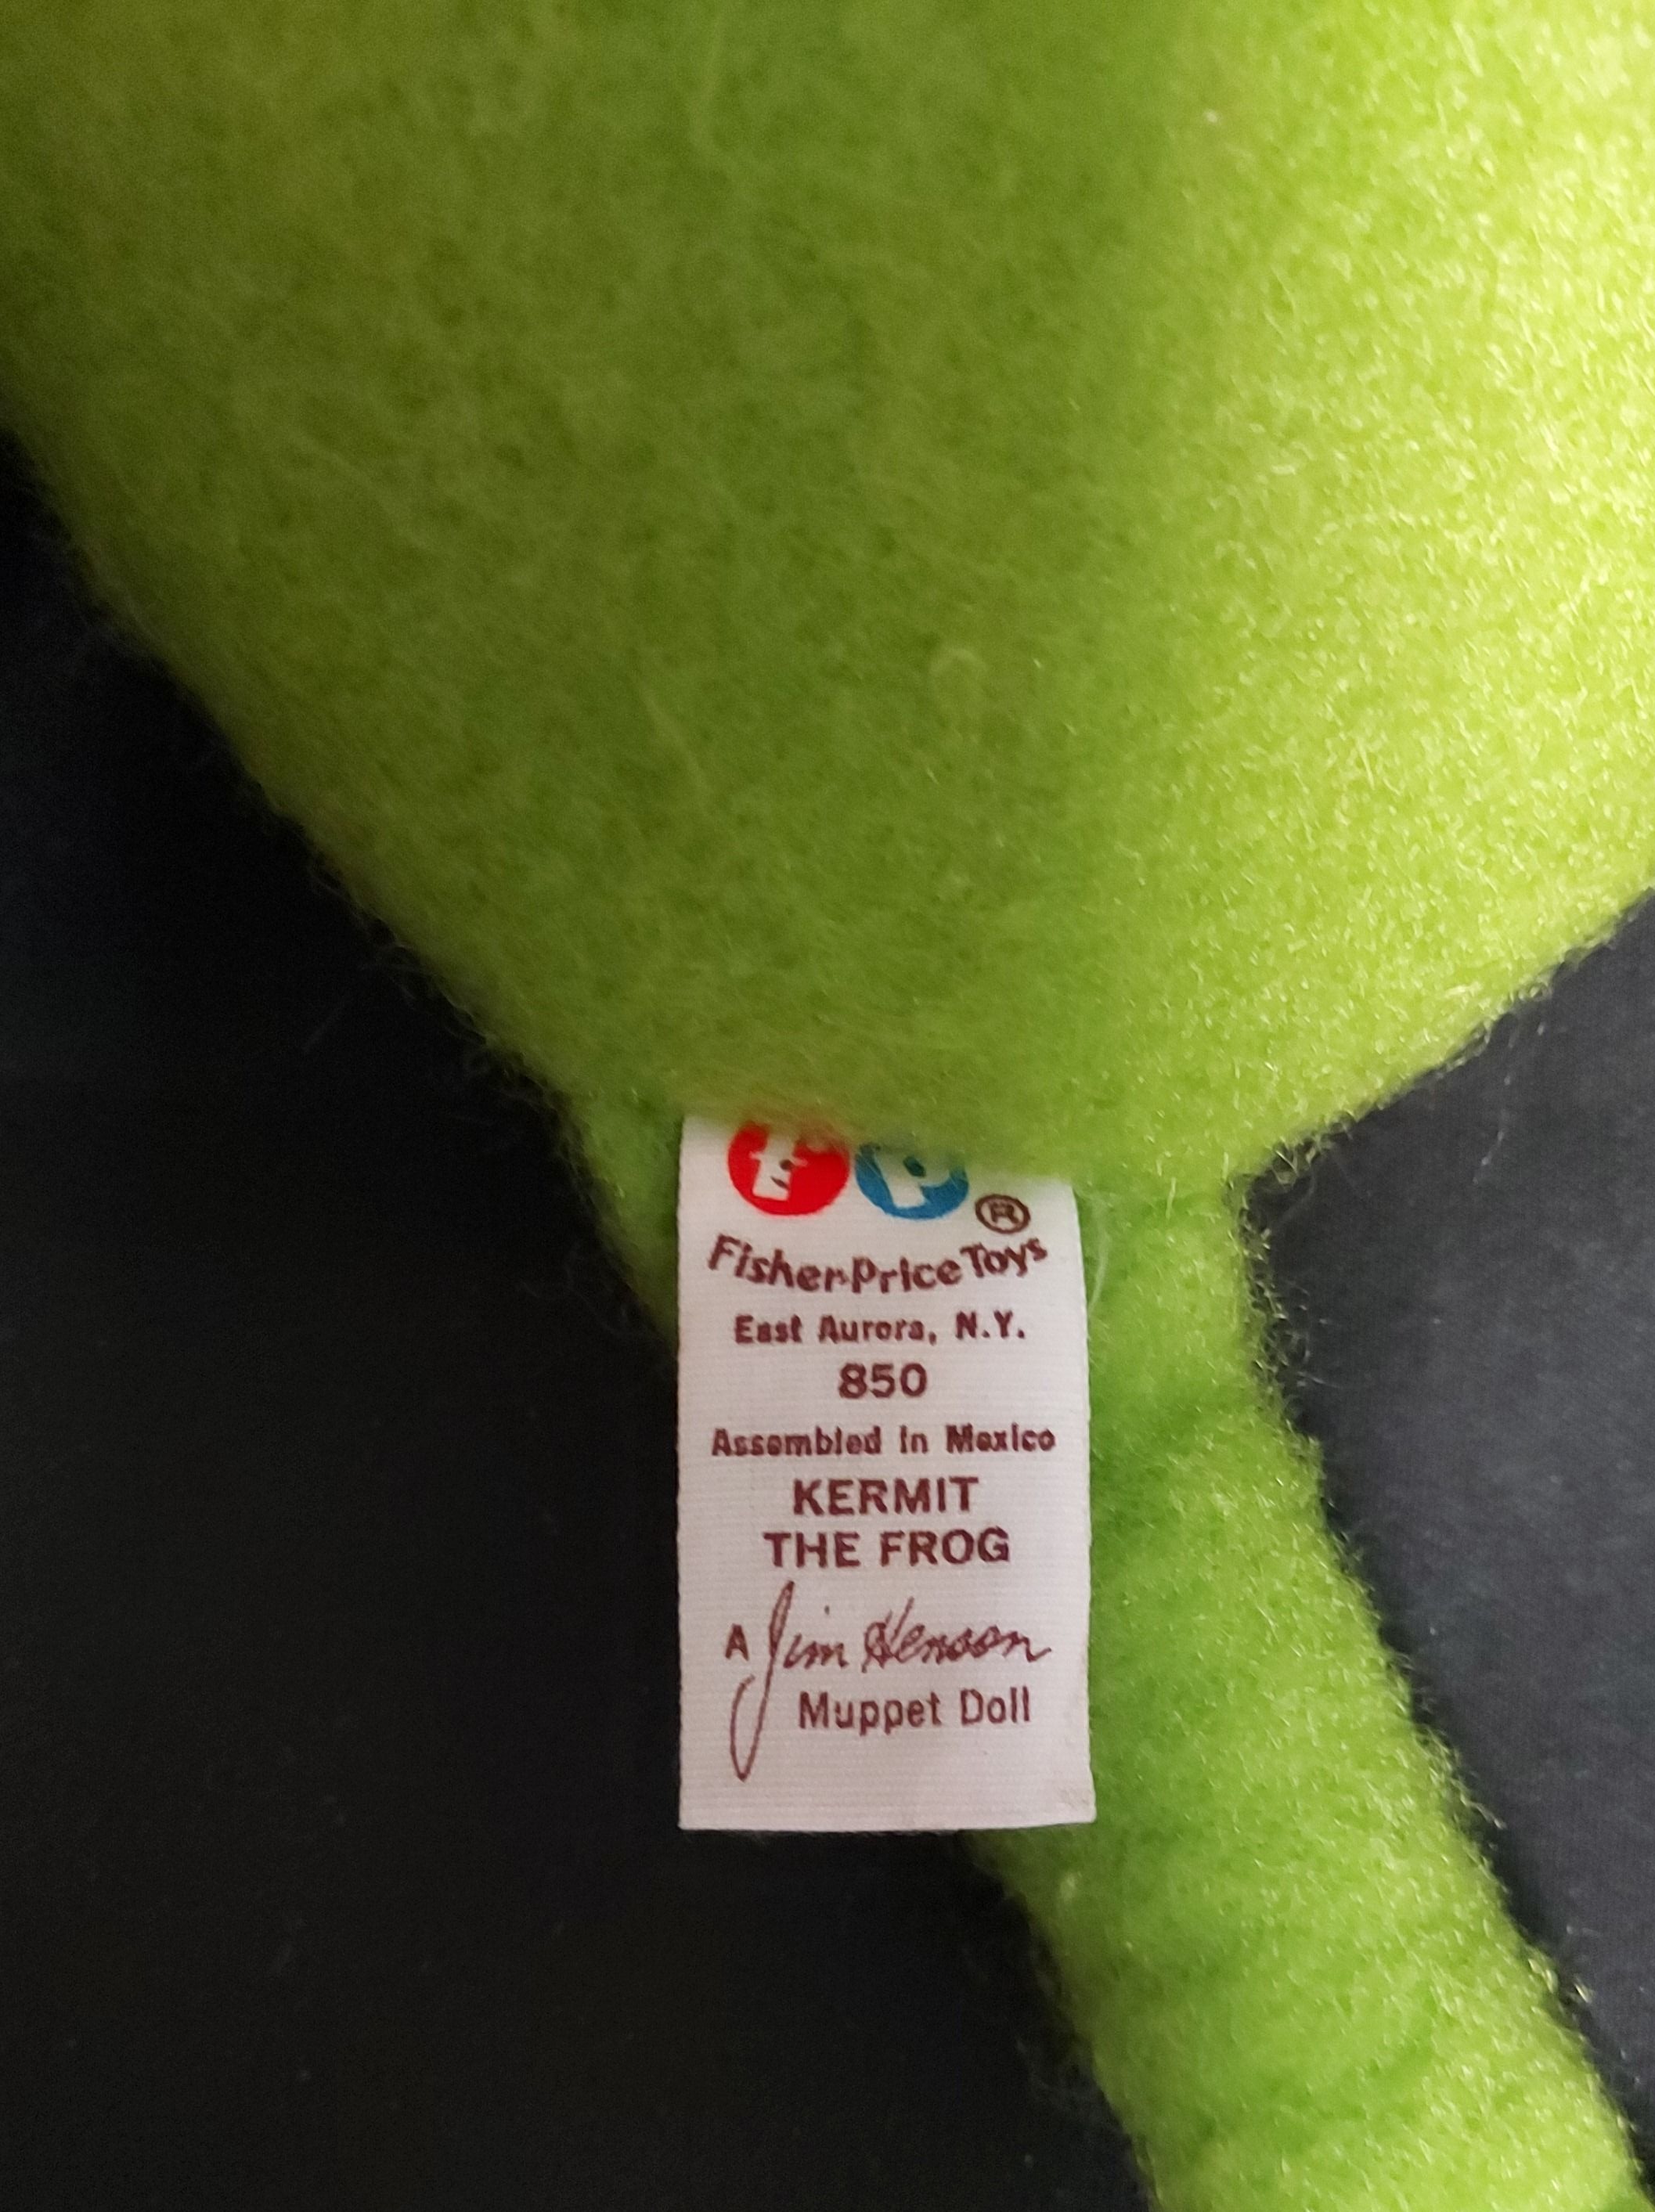 FP ®
Fisher-Price Toys
East Aurora, N.Y.
850
Assembled in Mexico
KERMIT
THE FROG
A Jim Henson
Muppet Doll